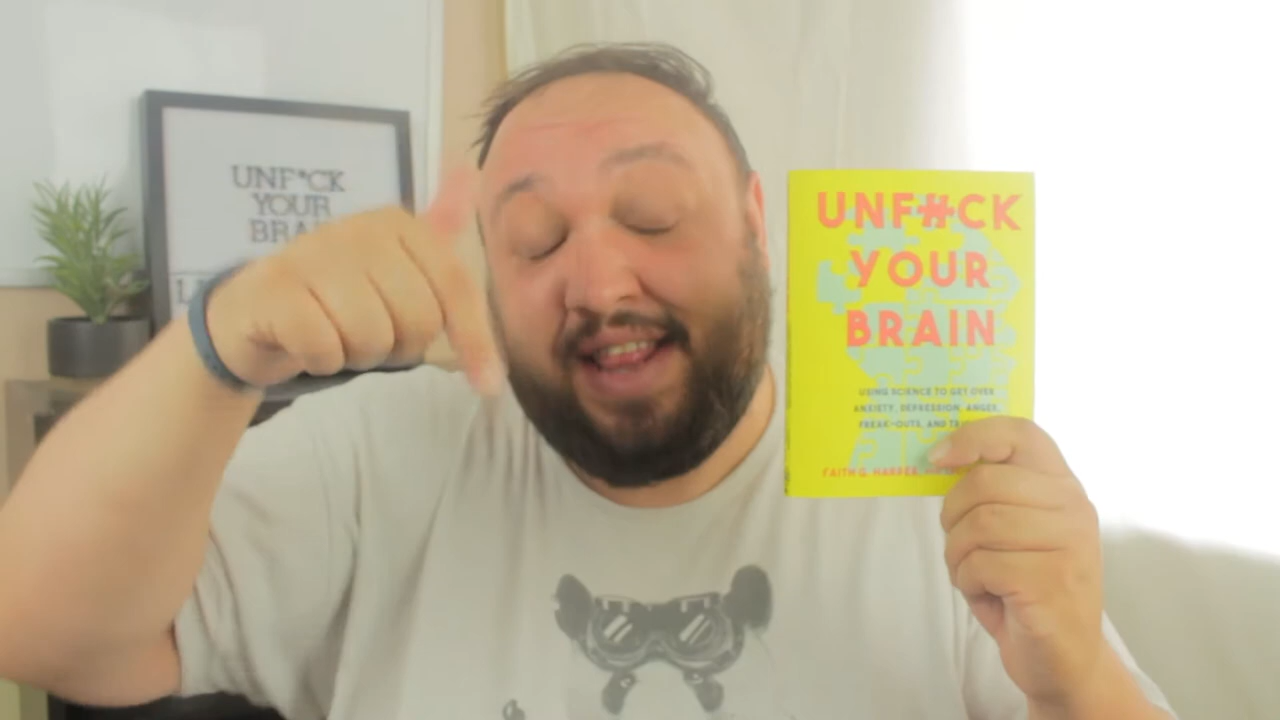 UNF*CK
YOUR
UNF#CK
YOUR
BRAIN
USING SCIENCE TO GET OVER
ANXIETY, DEPRESSION, ANGER,
FREAK-OUTS, AND
FAITH G. HARPER,